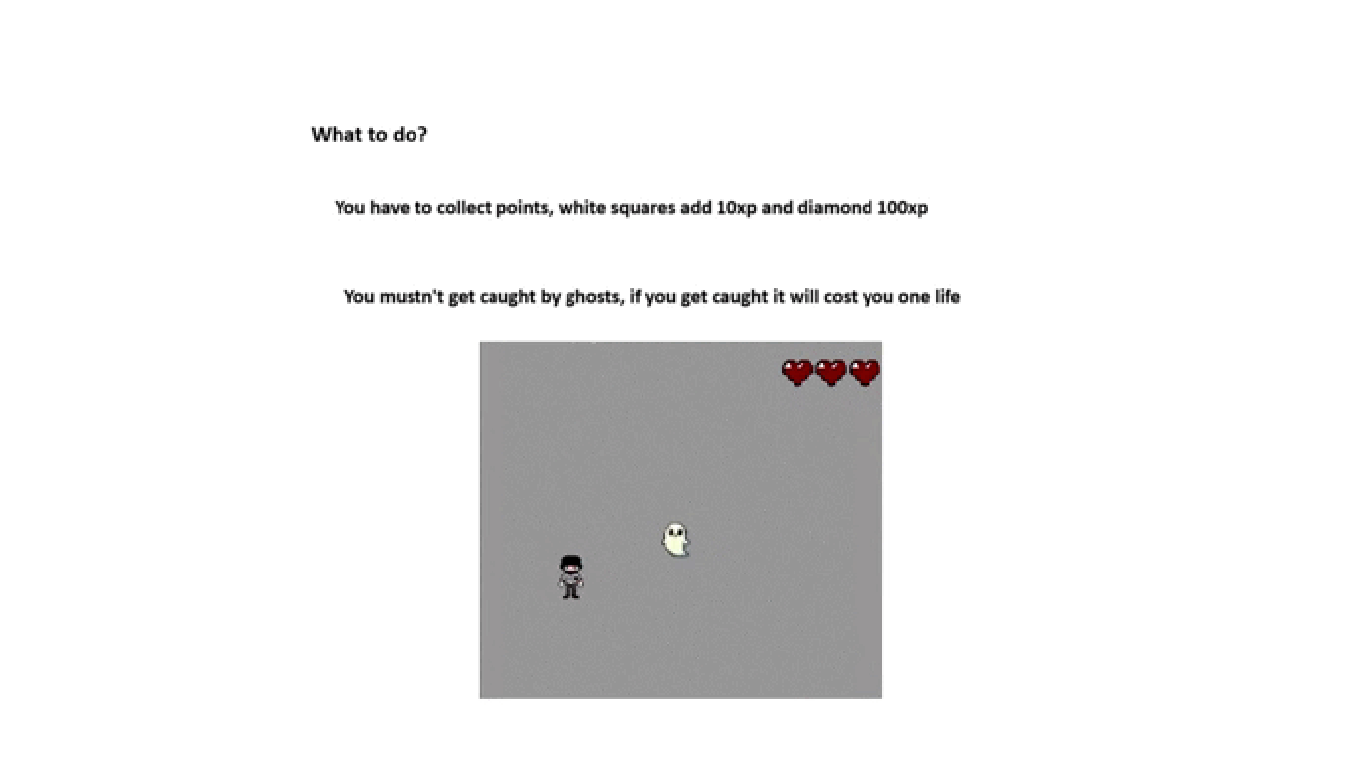 What to do?
You have to collect points, white squares add 10xp and diamond 100xp
You mustn't get caught by ghosts, if you get caught it will cost you one life